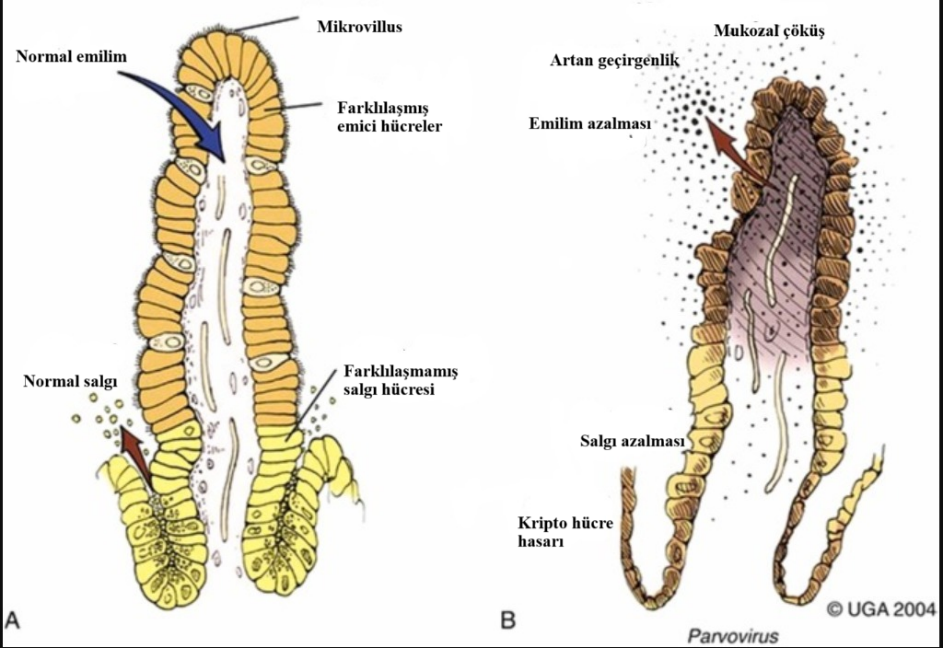 Mikrovillus
Normal emilim
Farklılaşmış
emici hücreler
Farklılaşmamış
salgı hücresi
Normal salgı
A
Mukozal çöküş
Artan geçirgenlik
Emilim azalması
Salgı azalması
Kripto hücre
hasarı
B
© UGA 2004
Parvovirus